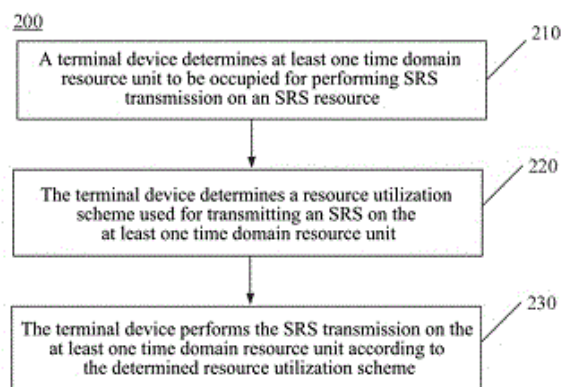 200
210
A terminal device determines at least one time domain
resource unit to be occupied for performing SRS
transmission on an SRS resource
220
The terminal device determines a resource utilization
scheme used for transmitting an SRS on the
at least one time domain resource unit
230
The terminal device performs the SRS transmission on the
at least one time domain resource unit according to
the determined resource utilization scheme